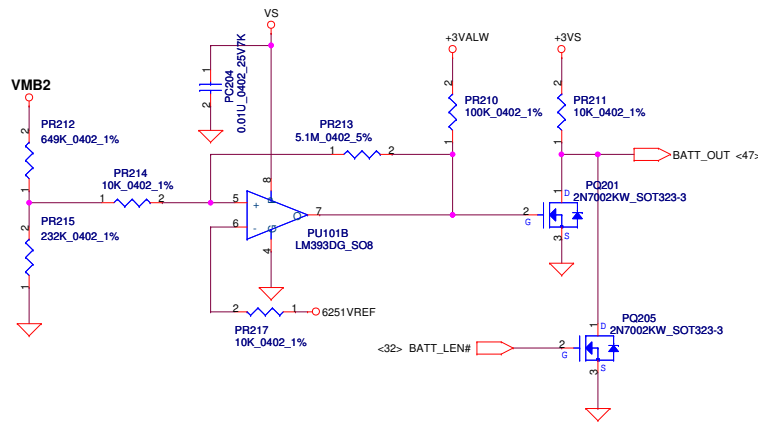 VS
+3VALW
+3VS
VMB2
1
2
PC204
0.01U_0402_25V7K
2
PR212
649K_0402_1%
1
PR213
5.1M_0402_5%
1
2
2
PR210
100K_0402_1%
1
2
PR211
10K_0402_1%
1
BATT_OUT <47>
PR214
10K_0402_1%
1
2
2
PR215
232K_0402_1%
1
8
5
+
6
-
7
4
PU101B
LM393DG_SO8
PQ201
2N7002KW_SOT323-3
1
D
2
G
3
S
2
1
6251VREF
PR217
10K_0402_1%
PQ205
2N7002KW_SOT323-3
1
D
<32> BATT_LEN#
2
G
3
S